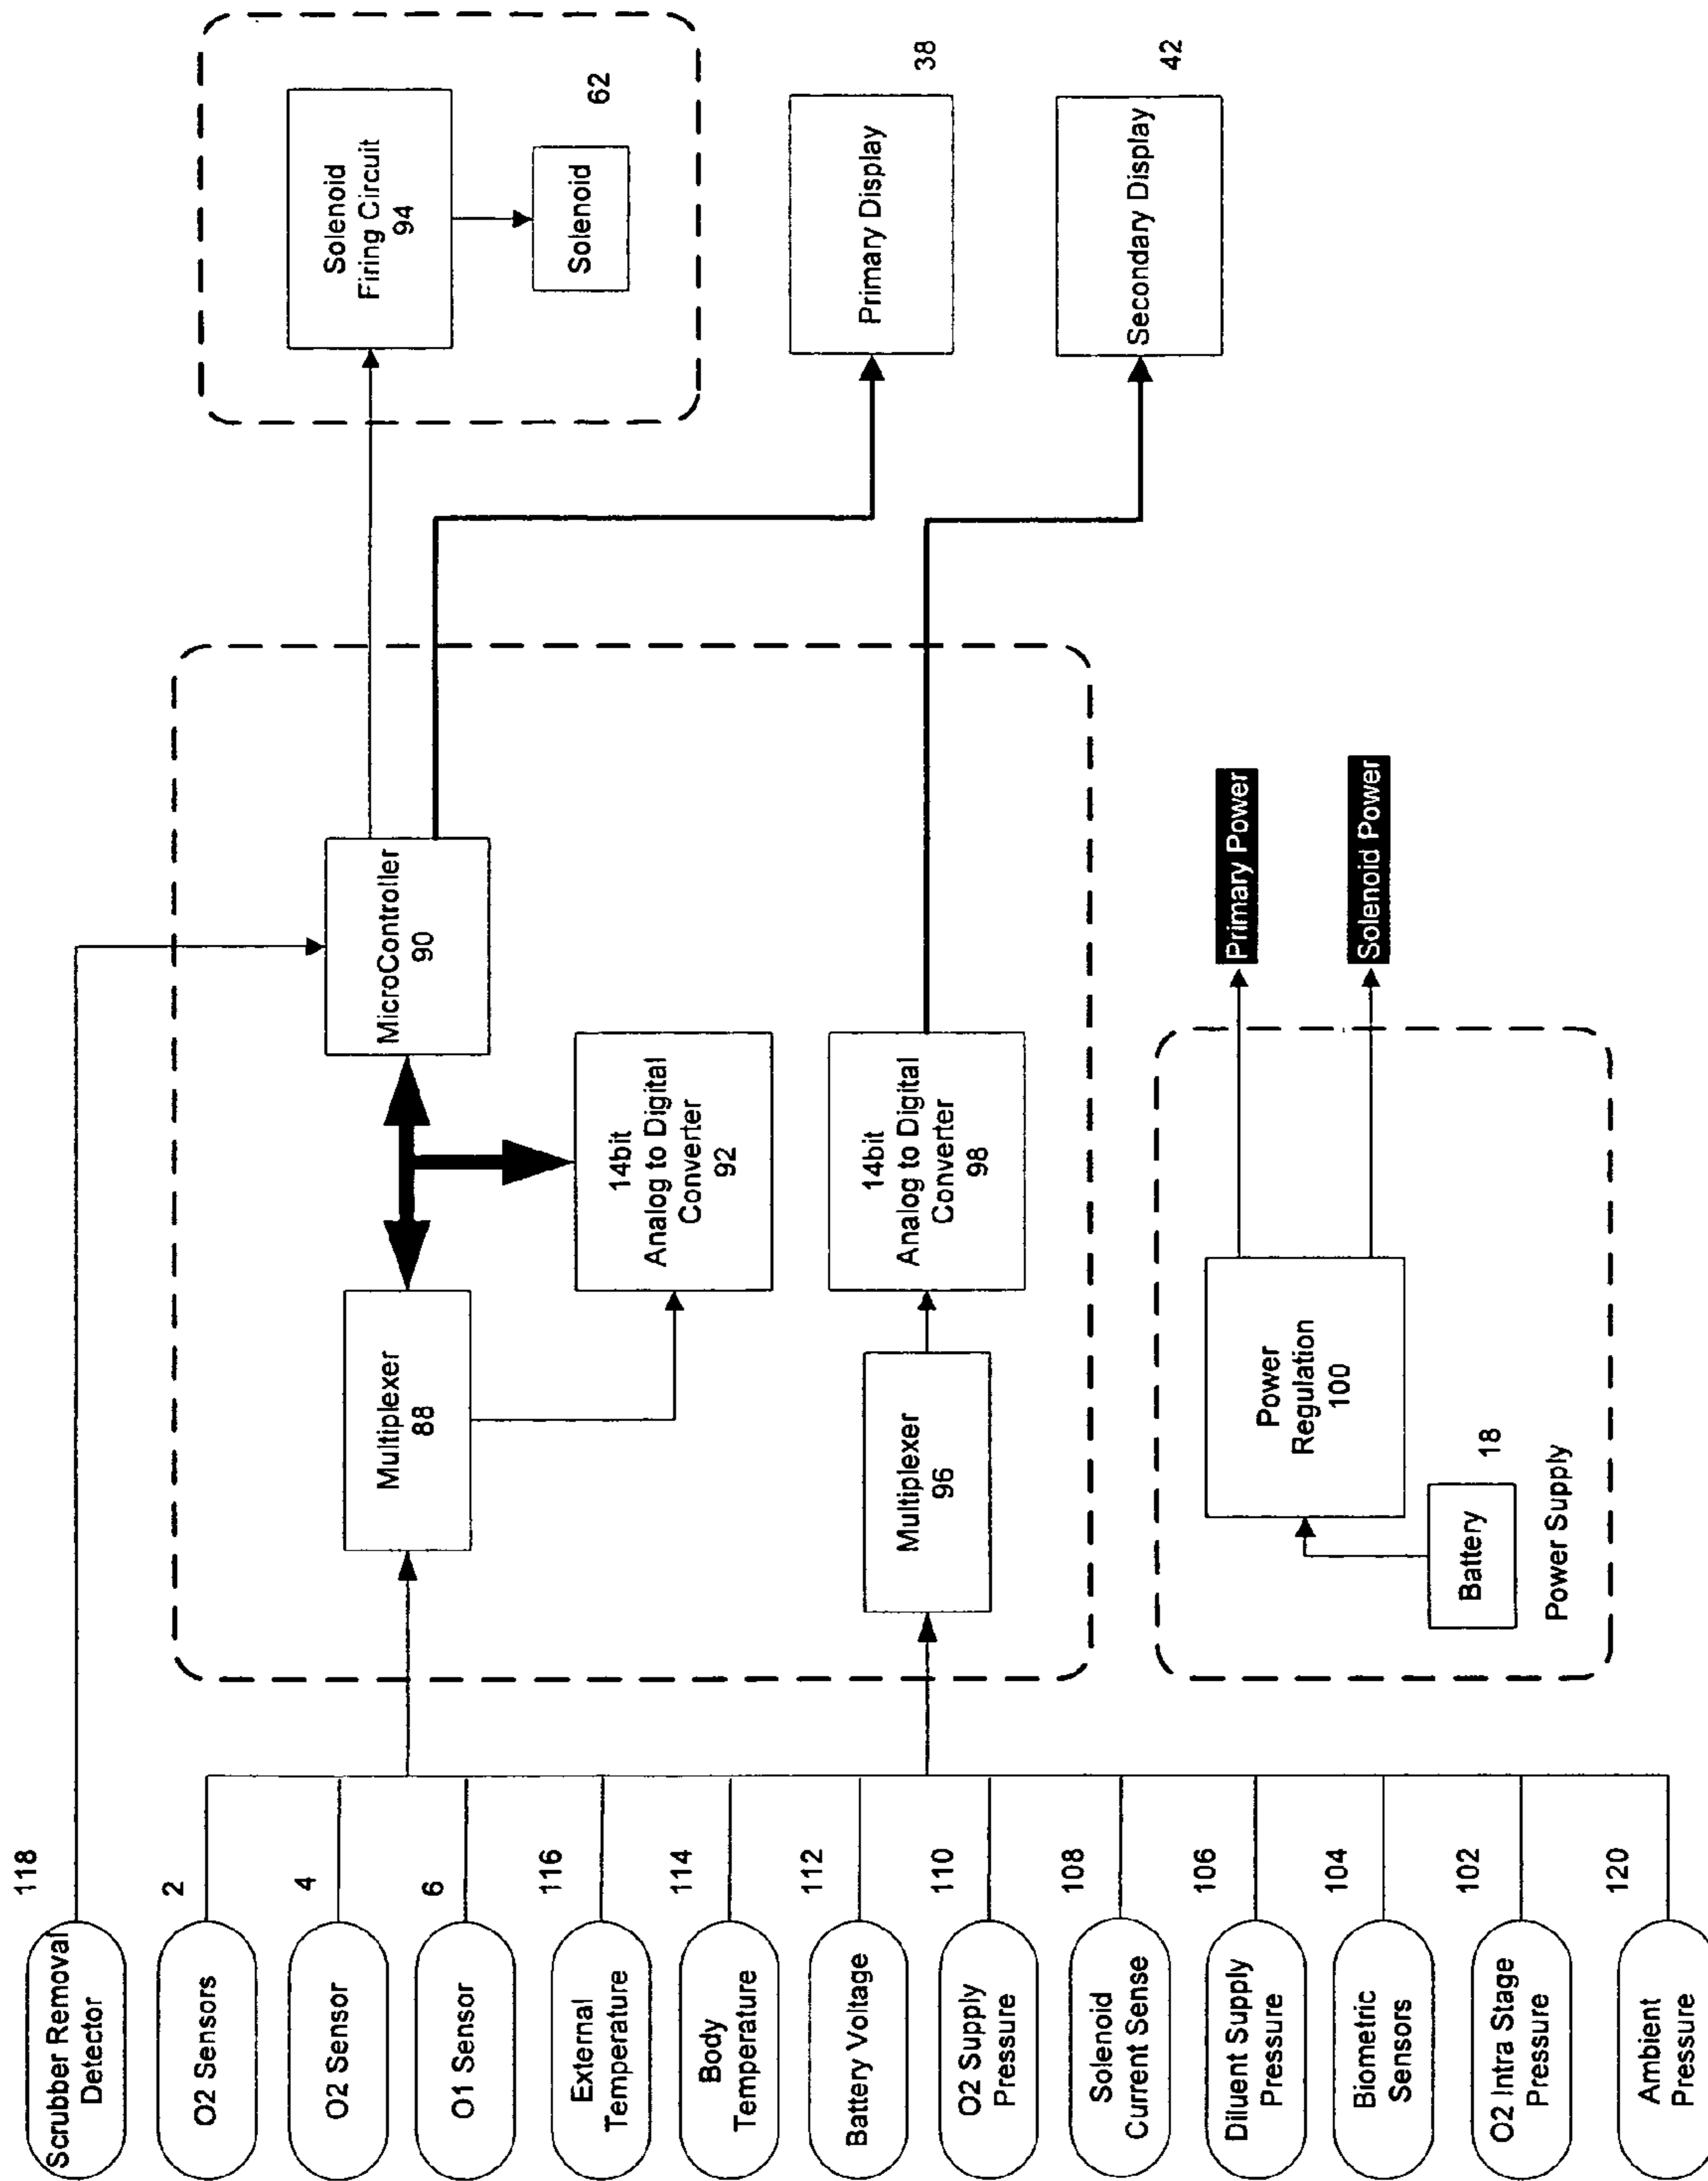 Scrubber Removal
Detector
118
O2 Sensors
2
O2 Sensor
4
O1 Sensor
6
External
Temperature
116
Body
Temperature
114
Battery Voltage
112
O2 Supply
Pressure
110
Solenoid
Current Sense
108
Diluent Supply
Pressure
106
Biometric
Sensors
104
O2 Intra Stage
Pressure
102
Ambient
Pressure
120
Multiplexer
88
MicroController
90
14bit
Analog to Digital
Converter
92
Multiplexer
96
14bit
Analog to Digital
Converter
98
Solenoid
Firing Circuit
94
Solenoid
62
Primary Display
38
Secondary Display
42
Battery
18
Power Supply
Power
Regulation
100
Primary Power
Solenoid Power